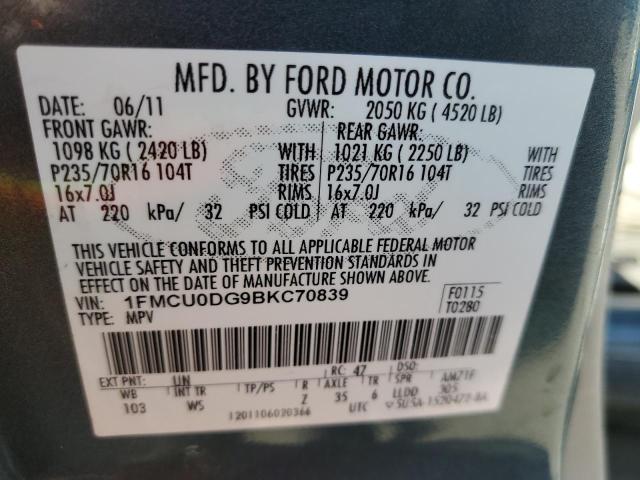 MFD. BY FORD MOTOR CO.
DATE: 06/11 GVWR: 2050 KG ( 4520 LB)
FRONT GAWR: REAR GAWR:
1098 KG ( 2420 LB) WITH 1021 KG ( 2250 LB) WITH
P235/70R16 104T TIRES P235/70R16 104T TIRES
16x7.0J RIMS 16x7.0J RIMS
AT 220 kPa/ 32 PSI COLD AT 220 kPa/ 32 PSI COLD
THIS VEHICLE CONFORMS TO ALL APPLICABLE FEDERAL MOTOR
VEHICLE SAFETY AND THEFT PREVENTION STANDARDS IN
EFFECT ON THE DATE OF MANUFACTURE SHOWN ABOVE.
VIN: 1FMCU0DG9BKC70839 F0115
TYPE: MPV T0280
RC: 47 DSO:
EXT PNT: UN
WB INT TR TP/PS R AXLE TR SPR
103 WS Z 35 6 LLDD 305
1201106020366 UTC